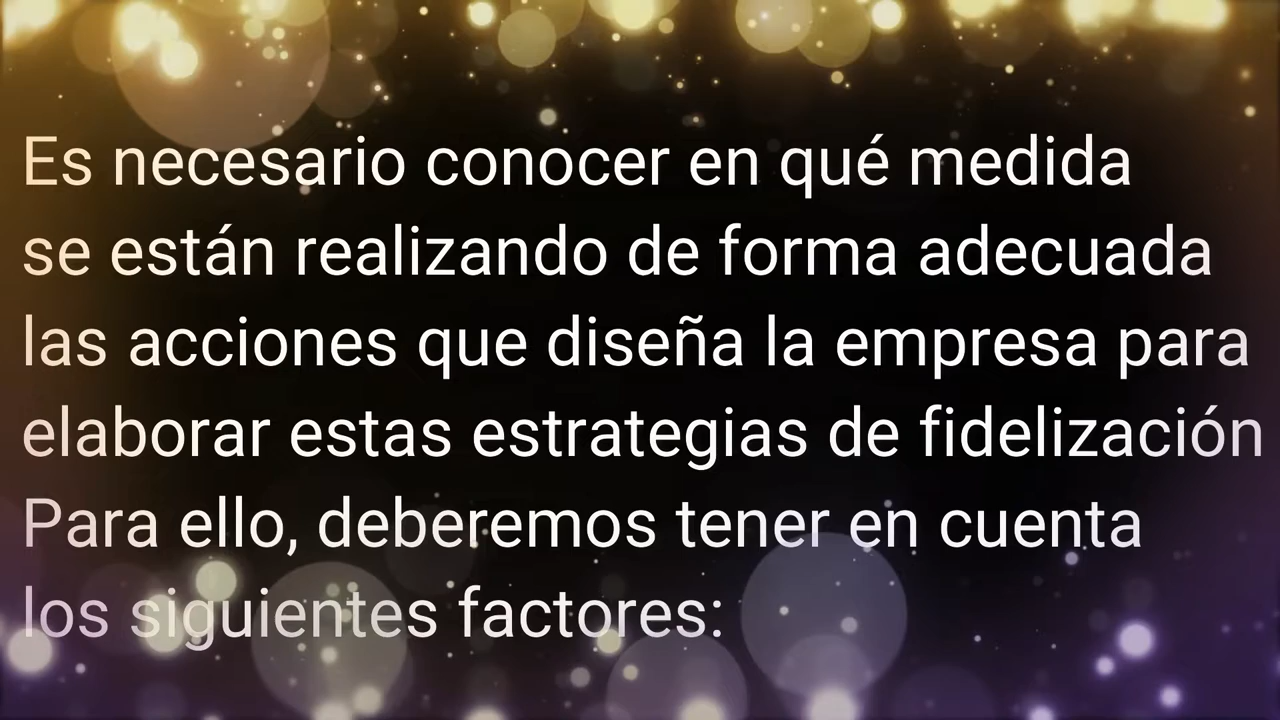 Es necesario conocer en qué medida
se están realizando de forma adecuada
las acciones que diseña la empresa para
elaborar estas estrategias de fidelización
Para ello, deberemos tener en cuenta
los siguientes factores: